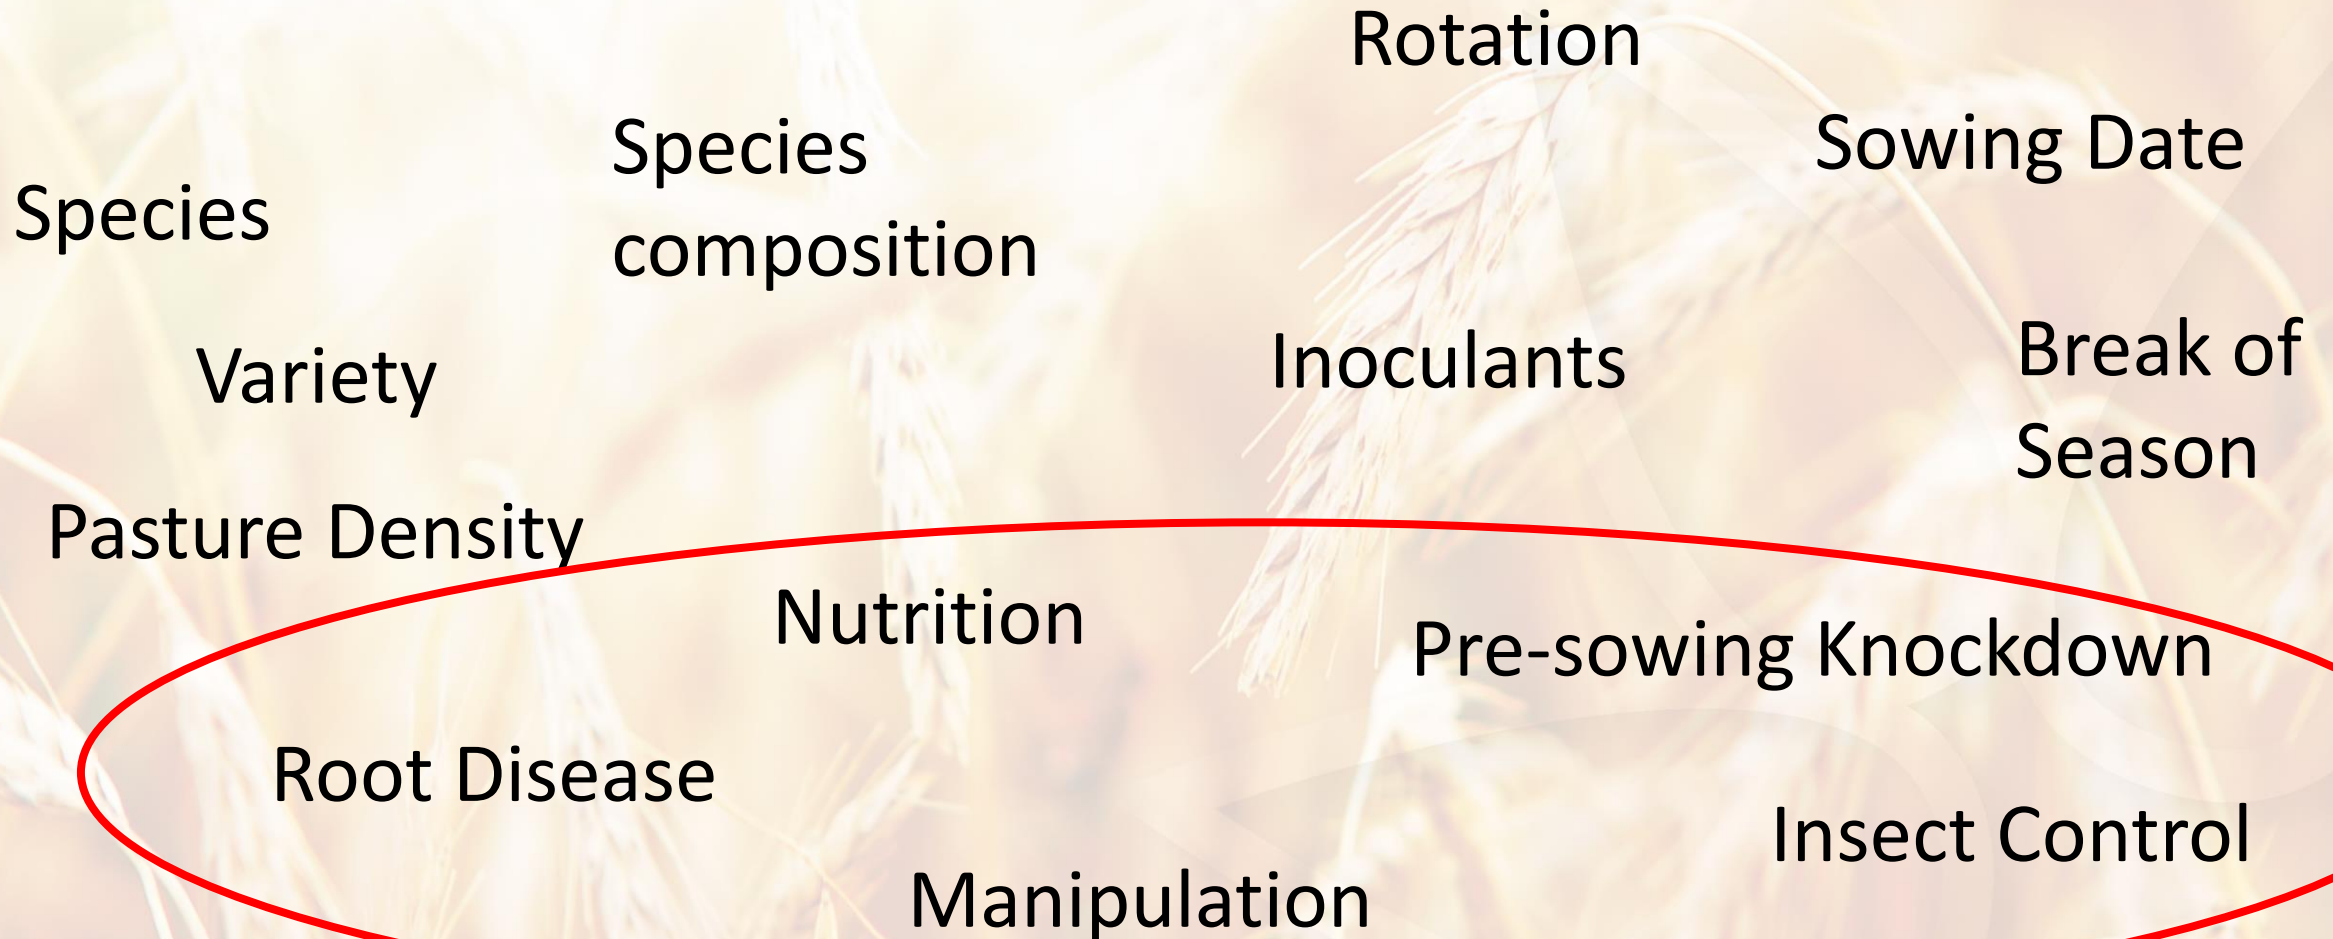 Rotation
Sowing Date
Species
composition
Species
Variety
Inoculants
Break of
Season
Pasture Density
Nutrition
Pre-sowing Knockdown
Root Disease
Insect Control
Manipulation